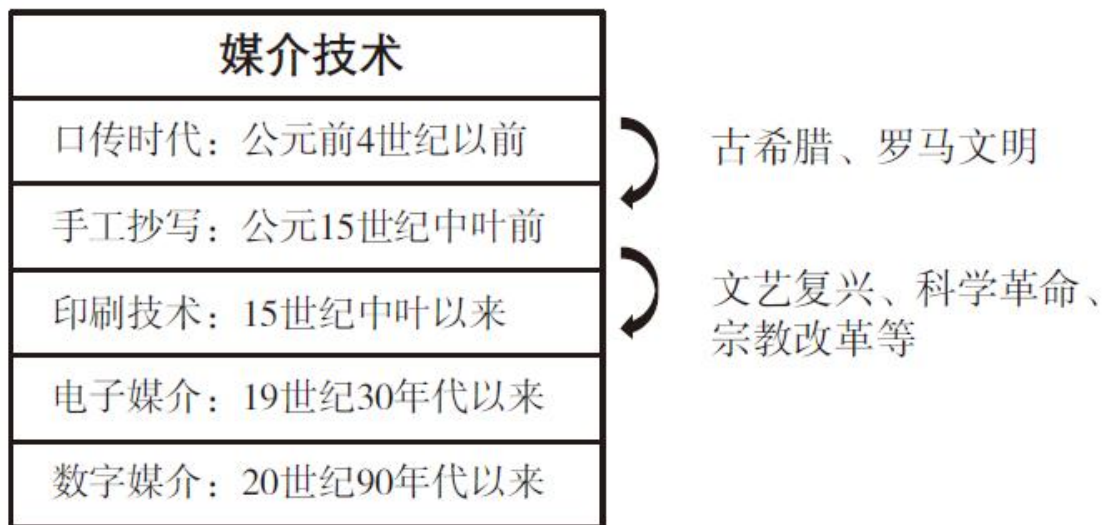 媒介技术
口传时代：公元前4世纪以前
古希腊、罗马文明
手工抄写：公元15世纪中叶前
印刷技术：15世纪中叶以来
文艺复兴、科学革命、
宗教改革等
电子媒介：19世纪30年代以来
数字媒介：20世纪90年代以来